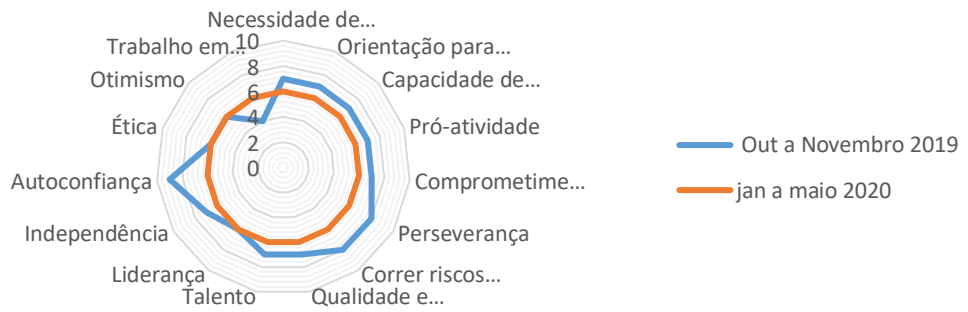 Necessidade de...
Trabalho em...
Orientação para...
Otimismo
Capacidade de...
Ética
Pró-atividade
Autoconfiança
Comprometime...
Independência
Perseverança
Liderança
Correr riscos...
Talento
Qualidade e...
10
8
6
4
2
0
Out a Novembro 2019
jan a maio 2020